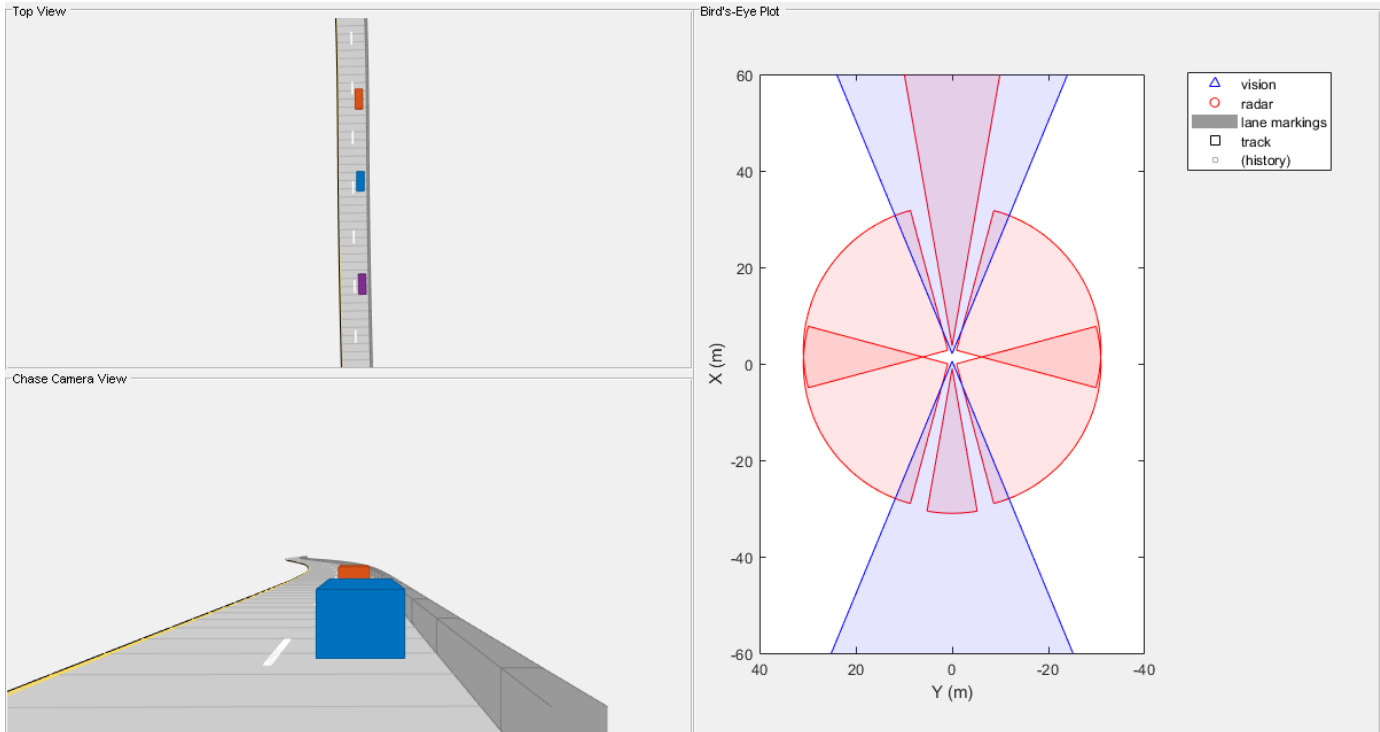 Top View
Chase Camera View
Bird's-Eye Plot
60
40
20
0
-20
-40
-60
X (m)
40
20
0
-20
-40
Y (m)
vision
radar
lane markings
track
(history)